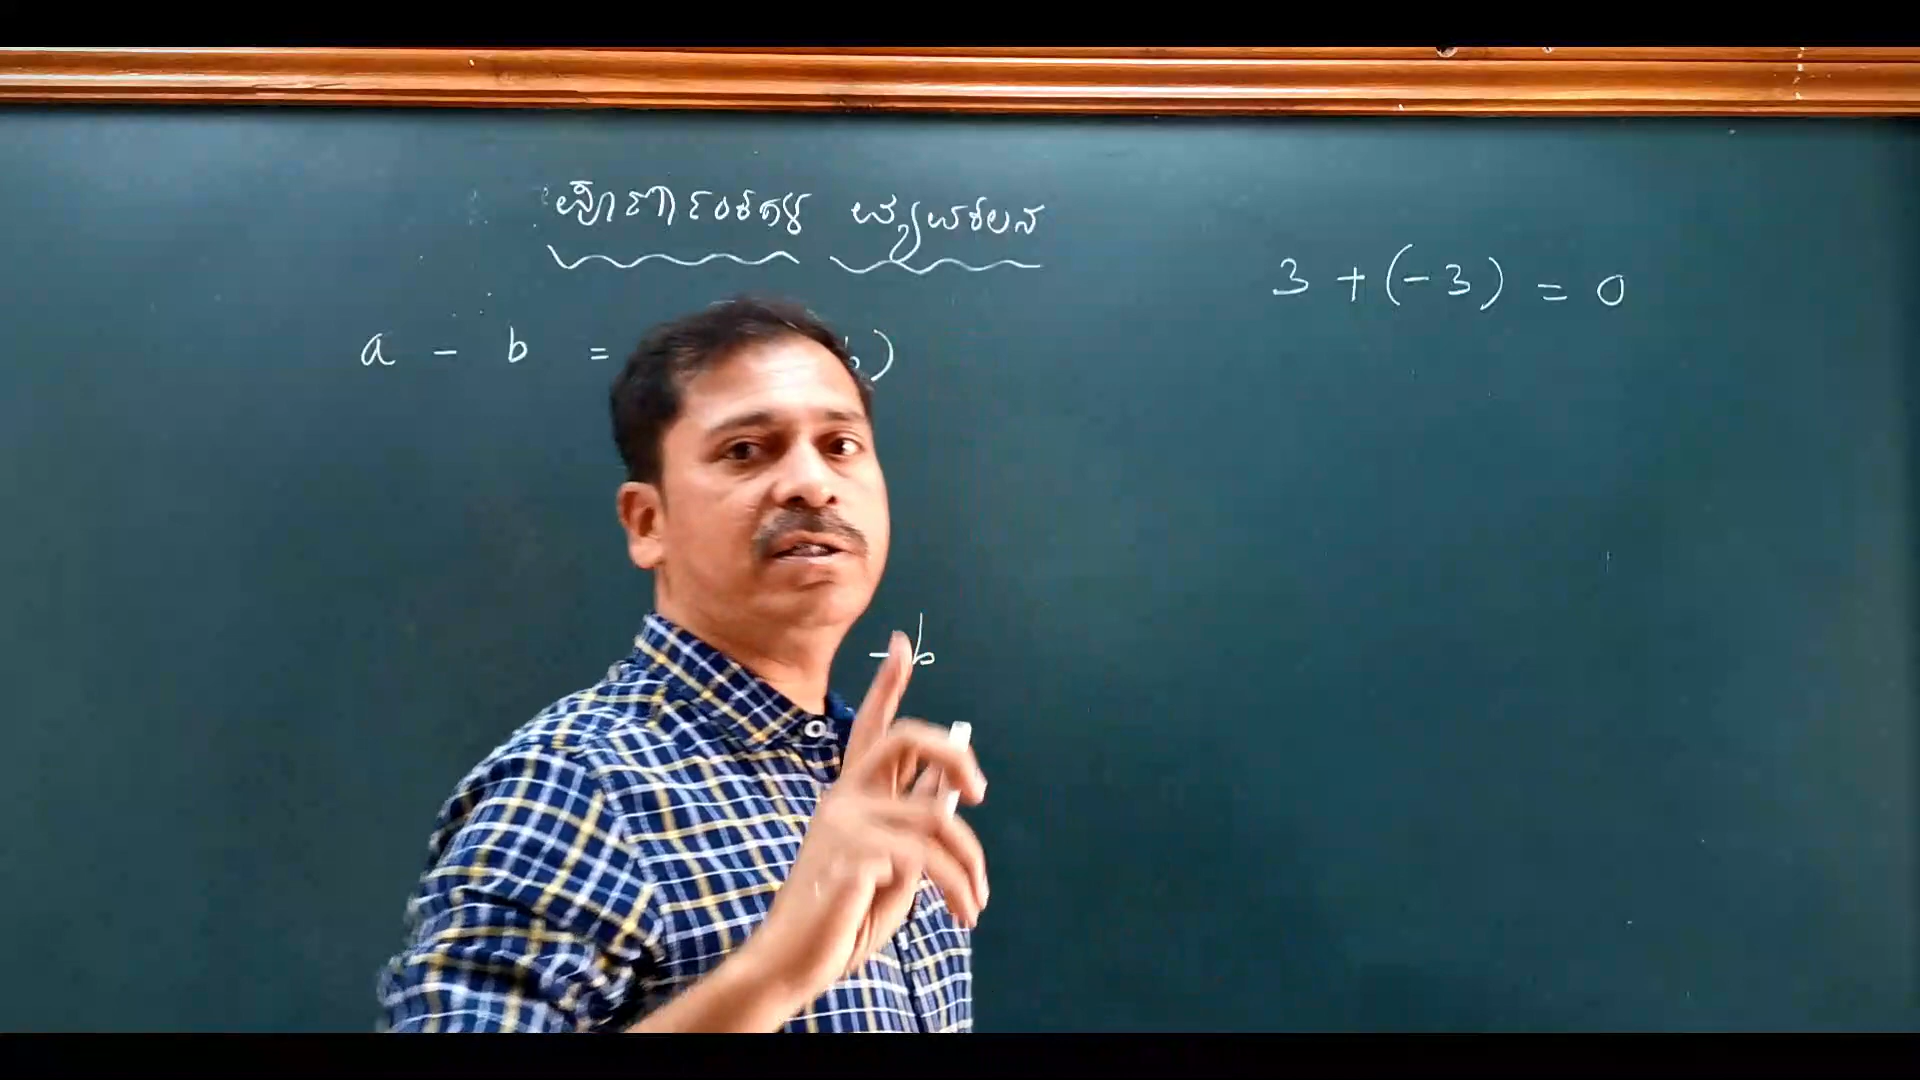 ಪೂರ್ಣಾಂಕಗಳ ವ್ಯವಕಲನ
3 + (-3) = 0
a - b = b)
- b